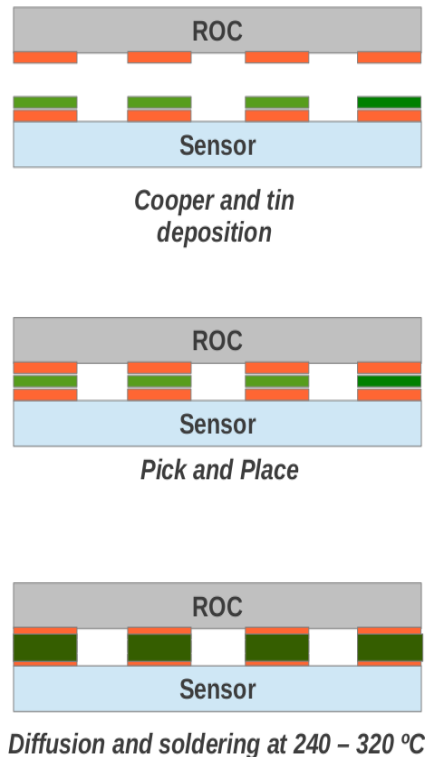 ROC
Sensor
Cooper and tin
deposition
ROC
Sensor
Pick and Place
ROC
Sensor
Diffusion and soldering at 240 – 320 ºC